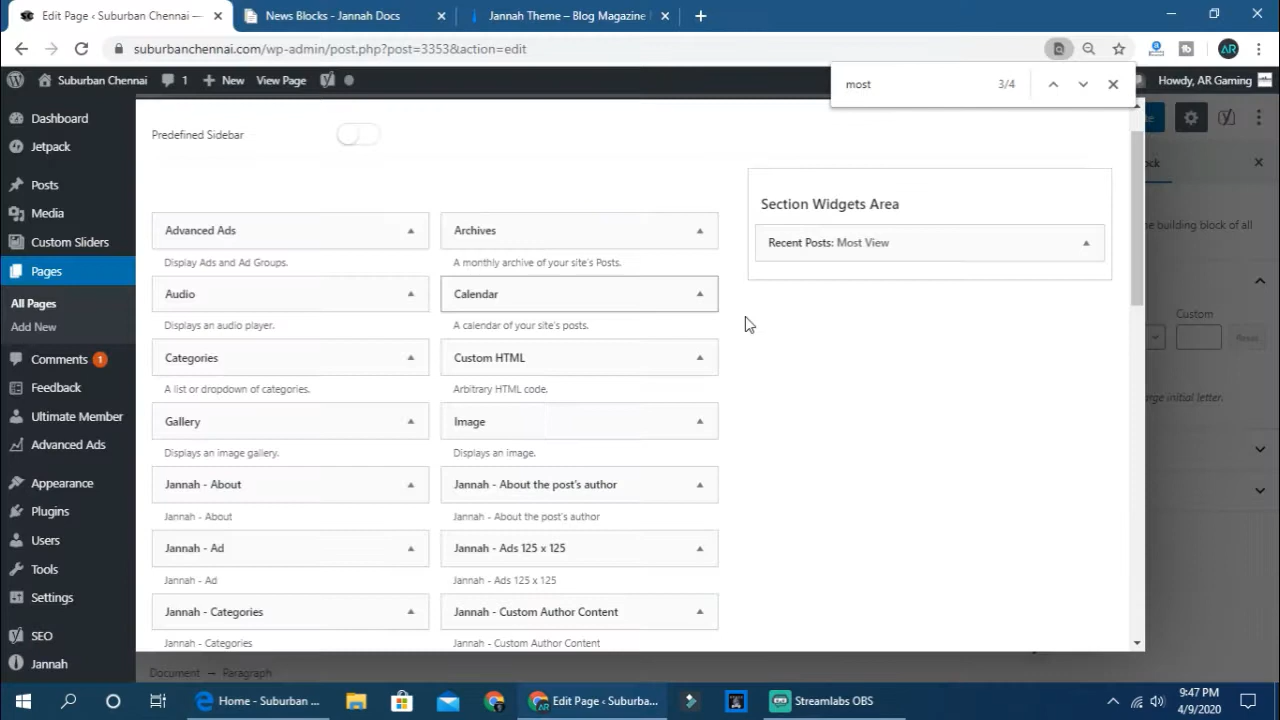 Edit Page ‹ Suburban Chennai —
News Blocks - Jannah Docs
Jannah Theme – Blog Magazine
suburbanchennai.com/wp-admin/post.php?post=3353&action=edit
most
3/4
Suburban Chennai
1
New
View Page
Howdy, AR Gaming
Dashboard
Jetpack
Posts
Media
Custom Sliders
Pages
All Pages
Add New
Comments 1
Feedback
Ultimate Member
Advanced Ads
Appearance
Plugins
Users
Tools
Settings
SEO
Jannah
Predefined Sidebar
Advanced Ads
Display Ads and Ad Groups.
Archives
A monthly archive of your site's Posts.
Audio
Displays an audio player.
Calendar
A calendar of your site's posts.
Categories
A list or dropdown of categories.
Custom HTML
Arbitrary HTML code.
Gallery
Displays an image gallery.
Image
Displays an image.
Jannah - About
Jannah - About
Jannah - About the post's author
Jannah - About the post's author
Jannah - Ad
Jannah - Ad
Jannah - Ads 125 x 125
Jannah - Ads 125 x 125
Jannah - Categories
Jannah - Categories
Jannah - Custom Author Content
Jannah - Custom Author Content
Section Widgets Area
Recent Posts: Most View
ock
e building block of all
Custom
Reset
arge initial letter.
Document → Paragraph
Home - Suburban ...
Edit Page ‹ Suburba...
Streamlabs OBS
9:47 PM
4/9/2020